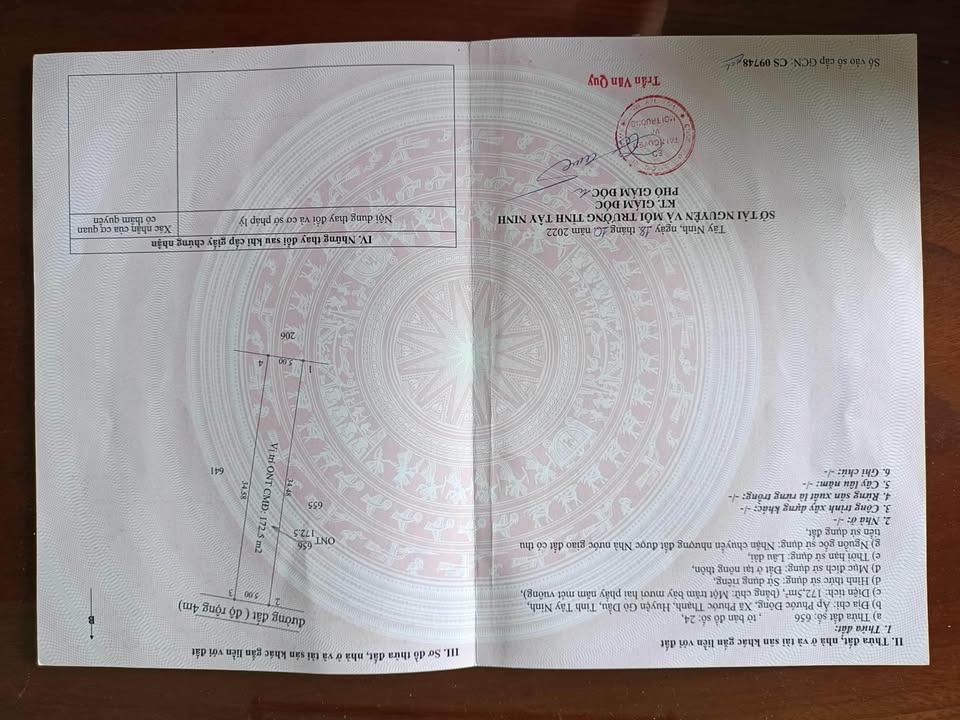 II. Thửa đất, nhà ở và tài sản khác gắn liền với đất
1. Thửa đất:
a) Thửa đất số: 656 , tờ bản đồ số: 24,
b) Địa chỉ: Ấp Phước Đông, Xã Phước Thạnh, Huyện Gò Dầu, Tỉnh Tây Ninh,
c) Diện tích: 172,5m², (bằng chữ: Một trăm bảy mươi hai phẩy năm mét vuông),
d) Hình thức sử dụng: Sử dụng riêng,
đ) Mục đích sử dụng: Đất ở tại nông thôn,
e) Thời hạn sử dụng: Lâu dài,
g) Nguồn gốc sử dụng: Nhận chuyển nhượng đất được Nhà nước giao đất có thu
tiền sử dụng đất,
2. Nhà ở: -/-
3. Công trình xây dựng khác: -/-
4. Rừng sản xuất là rừng trồng: -/-
5. Cây lâu năm: -/-
6. Ghi chú: -/-
Tây Ninh, ngày 18 tháng 10 năm 2022
SỞ TÀI NGUYÊN VÀ MÔI TRƯỜNG TỈNH TÂY NINH
KT. GIÁM ĐỐC
PHÓ GIÁM ĐỐC
SỞ
TÀI NGUYÊN
VÀ
MÔI TRƯỜNG
Trần Văn Quy
Số vào sổ cấp GCN: CS 09748
III. Sơ đồ thửa đất, nhà ở và tài sản khác gắn liền với đất
B
đường đất ( độ rộng 4m)
2
5.00
3
ONT 656
172.5
655
34.48
Vị trí ONT CMĐ: 172,5 m2
34.58
641
1
5.00
4
206
IV. Những thay đổi sau khi cấp giấy chứng nhận
Nội dung thay đổi và cơ sở pháp lý
Xác nhận của cơ quan
có thẩm quyền